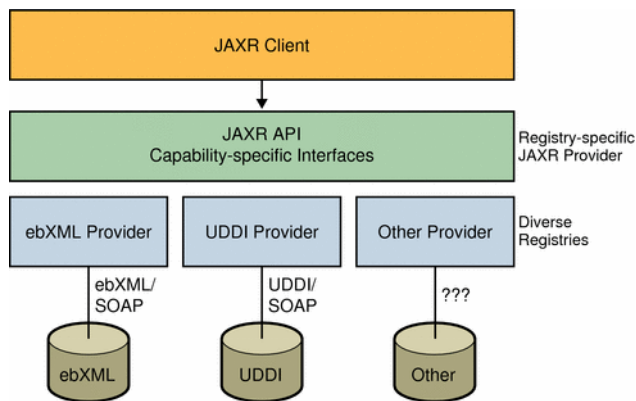 JAXR Client
JAXR API
Capability-specific Interfaces
Registry-specific
JAXR Provider
ebXML Provider
UDDI Provider
Other Provider
Diverse
Registries
ebXML/
SOAP
UDDI/
SOAP
???
ebXML
UDDI
Other